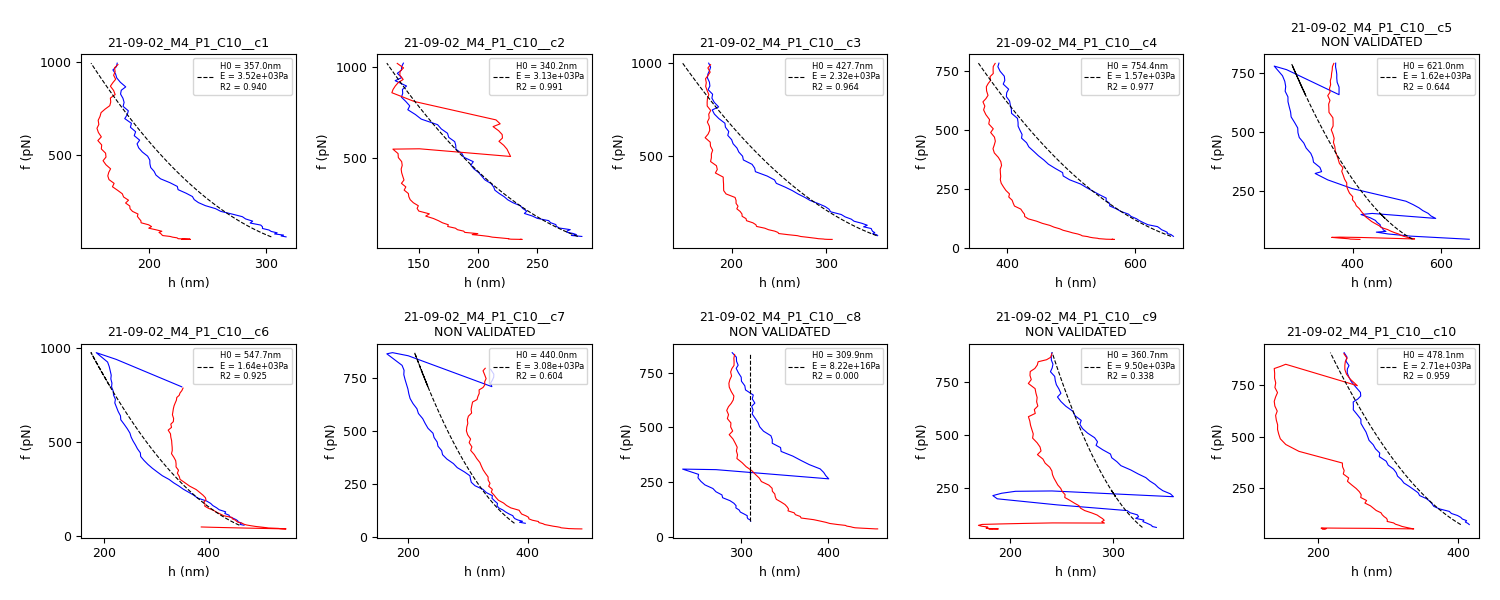 21-09-02_M4_P1_C10__c1
H0 = 357.0nm
E = 3.52e+03Pa
R2 = 0.940
1000
500
200
300
f (pN)
h (nm)
21-09-02_M4_P1_C10__c2
H0 = 340.2nm
E = 3.13e+03Pa
R2 = 0.991
1000
500
150
200
250
f (pN)
h (nm)
21-09-02_M4_P1_C10__c3
H0 = 427.7nm
E = 2.32e+03Pa
R2 = 0.964
1000
500
200
300
f (pN)
h (nm)
21-09-02_M4_P1_C10__c4
H0 = 754.4nm
E = 1.57e+03Pa
R2 = 0.977
750
500
250
0
400
600
f (pN)
h (nm)
21-09-02_M4_P1_C10__c5
NON VALIDATED
H0 = 621.0nm
E = 1.62e+03Pa
R2 = 0.644
750
500
250
400
600
f (pN)
h (nm)
21-09-02_M4_P1_C10__c6
H0 = 547.7nm
E = 1.64e+03Pa
R2 = 0.925
1000
500
0
200
400
f (pN)
h (nm)
21-09-02_M4_P1_C10__c7
NON VALIDATED
H0 = 440.0nm
E = 3.08e+03Pa
R2 = 0.604
750
500
250
0
200
400
f (pN)
h (nm)
21-09-02_M4_P1_C10__c8
NON VALIDATED
H0 = 309.9nm
E = 8.22e+16Pa
R2 = 0.000
750
500
250
0
300
400
f (pN)
h (nm)
21-09-02_M4_P1_C10__c9
NON VALIDATED
H0 = 360.7nm
E = 9.50e+03Pa
R2 = 0.338
750
500
250
200
300
f (pN)
h (nm)
21-09-02_M4_P1_C10__c10
H0 = 478.1nm
E = 2.71e+03Pa
R2 = 0.959
750
500
250
200
400
f (pN)
h (nm)